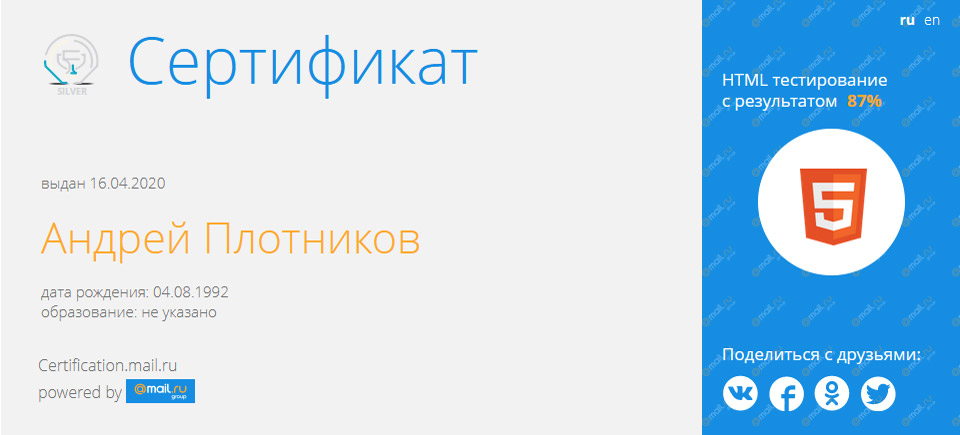 Сертификат
SILVER
выдан 16.04.2020
Андрей Плотников
дата рождения: 04.08.1992
образование: не указано
Certification.mail.ru
powered by @mail.ru group
ru en
HTML тестирование
с результатом 87%
5
Поделиться с друзьями: